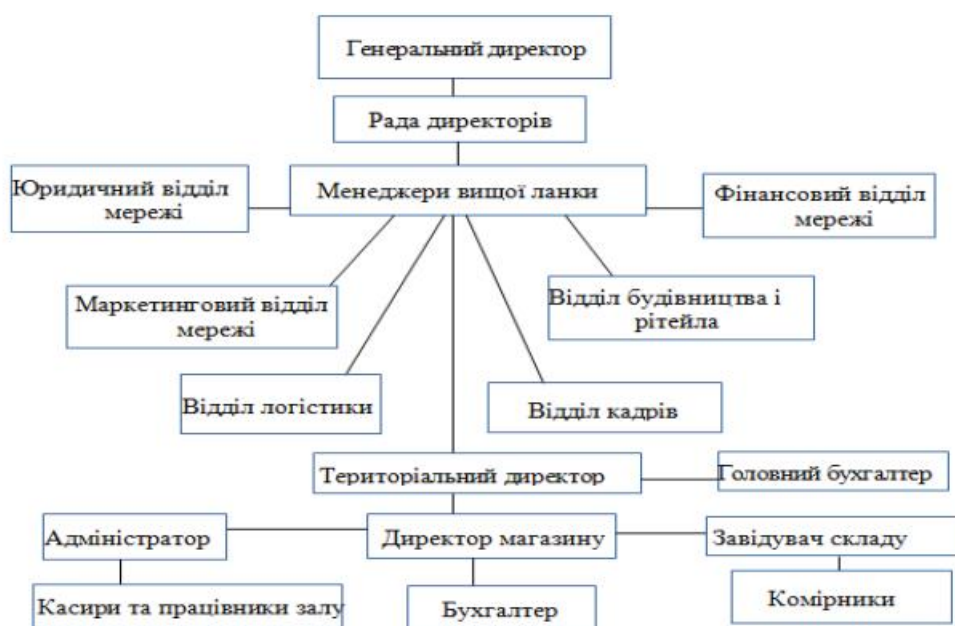 Генеральний директор
Рада директорів
Юридичний відділ
мережі
Менеджери вищої ланки
Фінансовий відділ
мережі
Маркетинговий відділ
мережі
Відділ будівництва і
рітейла
Відділ логістики
Відділ кадрів
Територіальний директор
Головний бухгалтер
Адміністратор
Директор магазину
Завідувач складу
Касири та працівники залу
Бухгалтер
Комірники